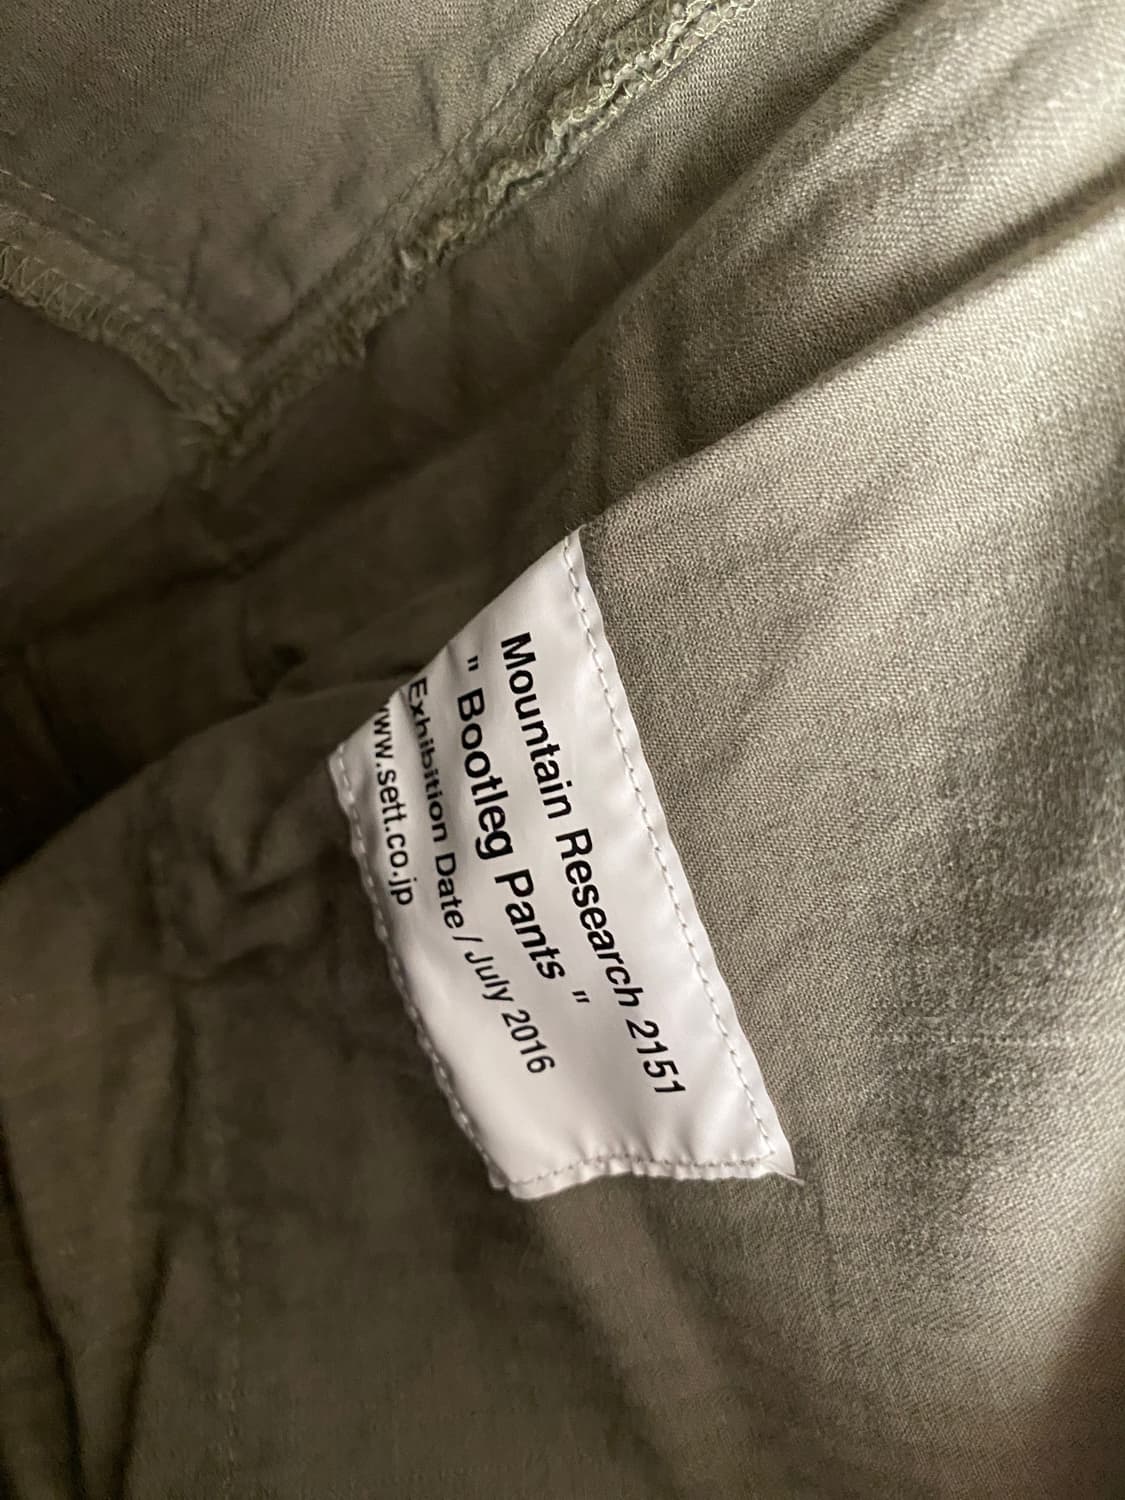 Mountain Research 2151
" Bootleg Pants "
Exhibition Date / July 2016
www.sett.co.jp